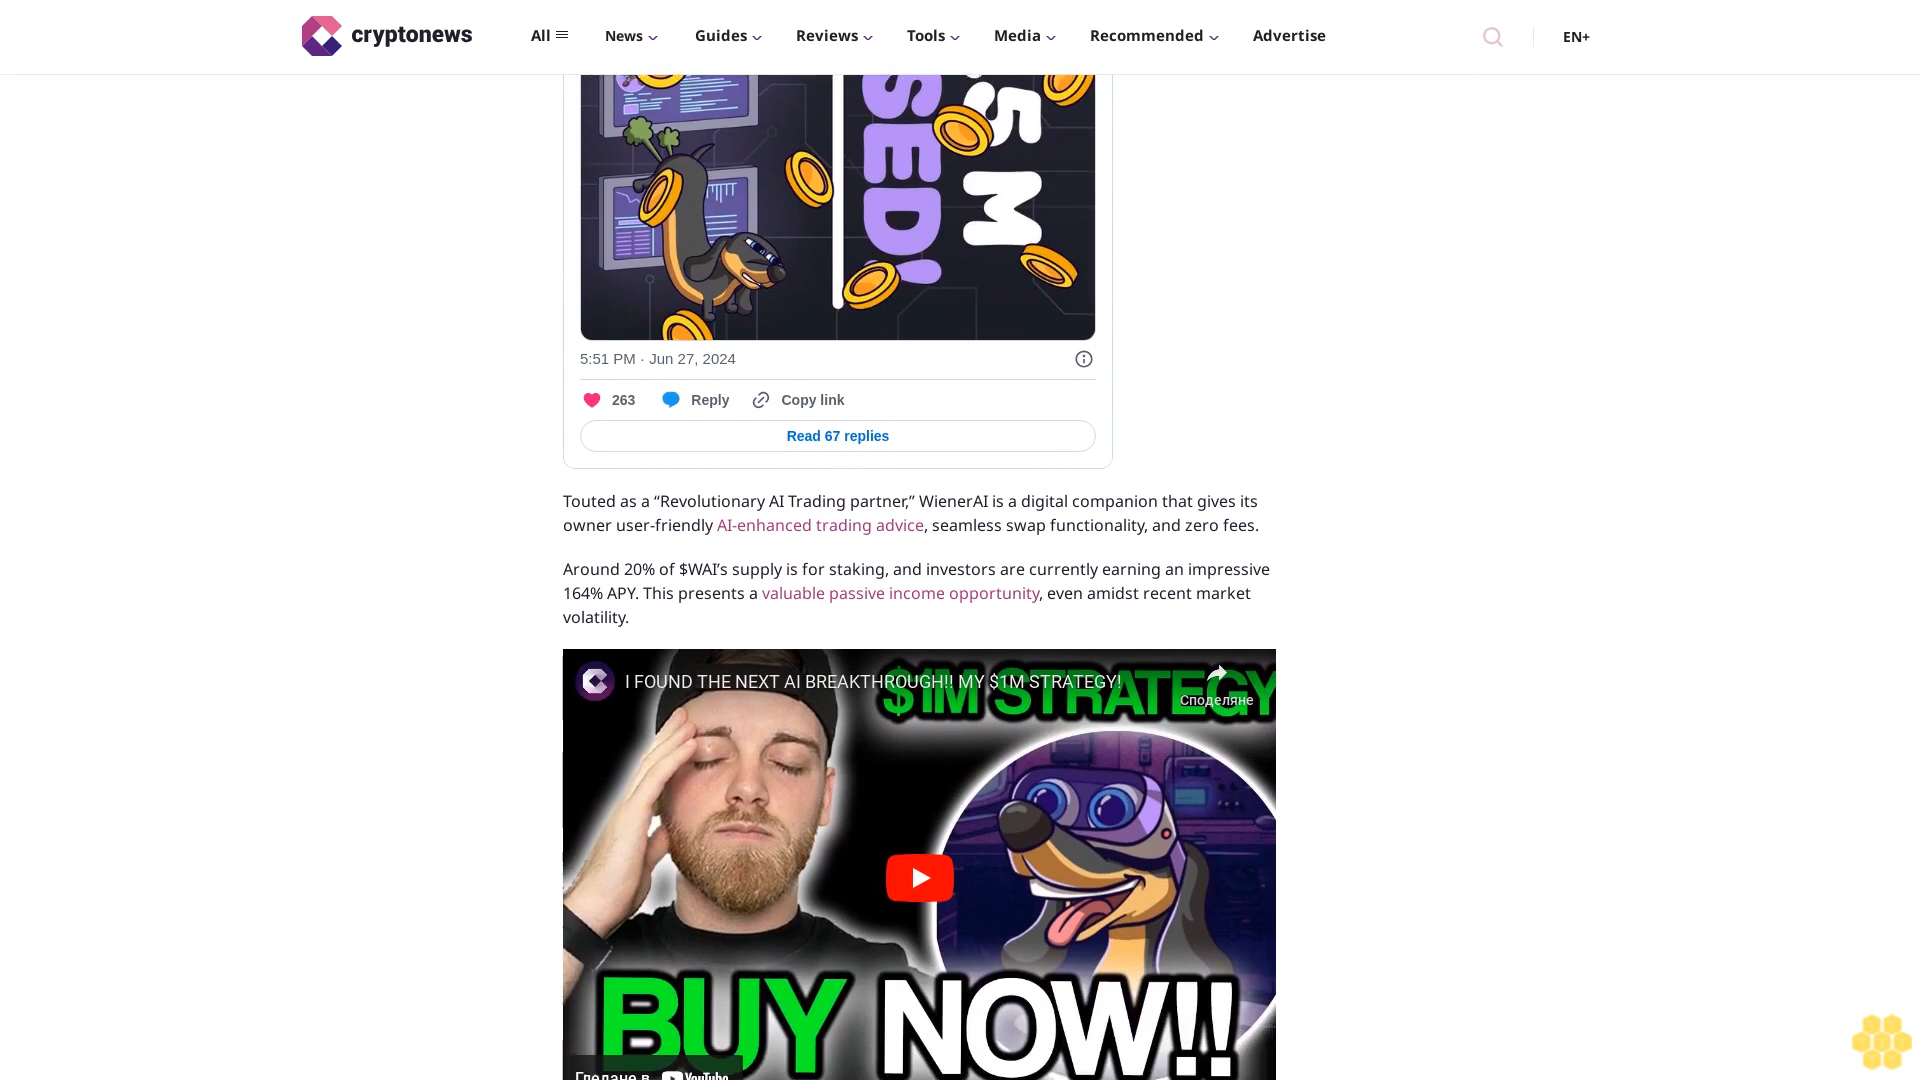 cryptonews
All
News
Guides
Reviews
Tools
Media
Recommended
Advertise
EN+
SED!
5M
5:51 PM · Jun 27, 2024
263
Reply
Copy link
Read 67 replies
Touted as a “Revolutionary AI Trading partner,” WienerAI is a digital companion that gives its
owner user-friendly AI-enhanced trading advice, seamless swap functionality, and zero fees.
Around 20% of $WAI’s supply is for staking, and investors are currently earning an impressive
164% APY. This presents a valuable passive income opportunity, even amidst recent market
volatility.
I FOUND THE NEXT AI BREAKTHROUGH!! MY $1M STRATEGY!
$1M STRATEGY
Споделяне
BUY NOW!!
Гледане в YouTube